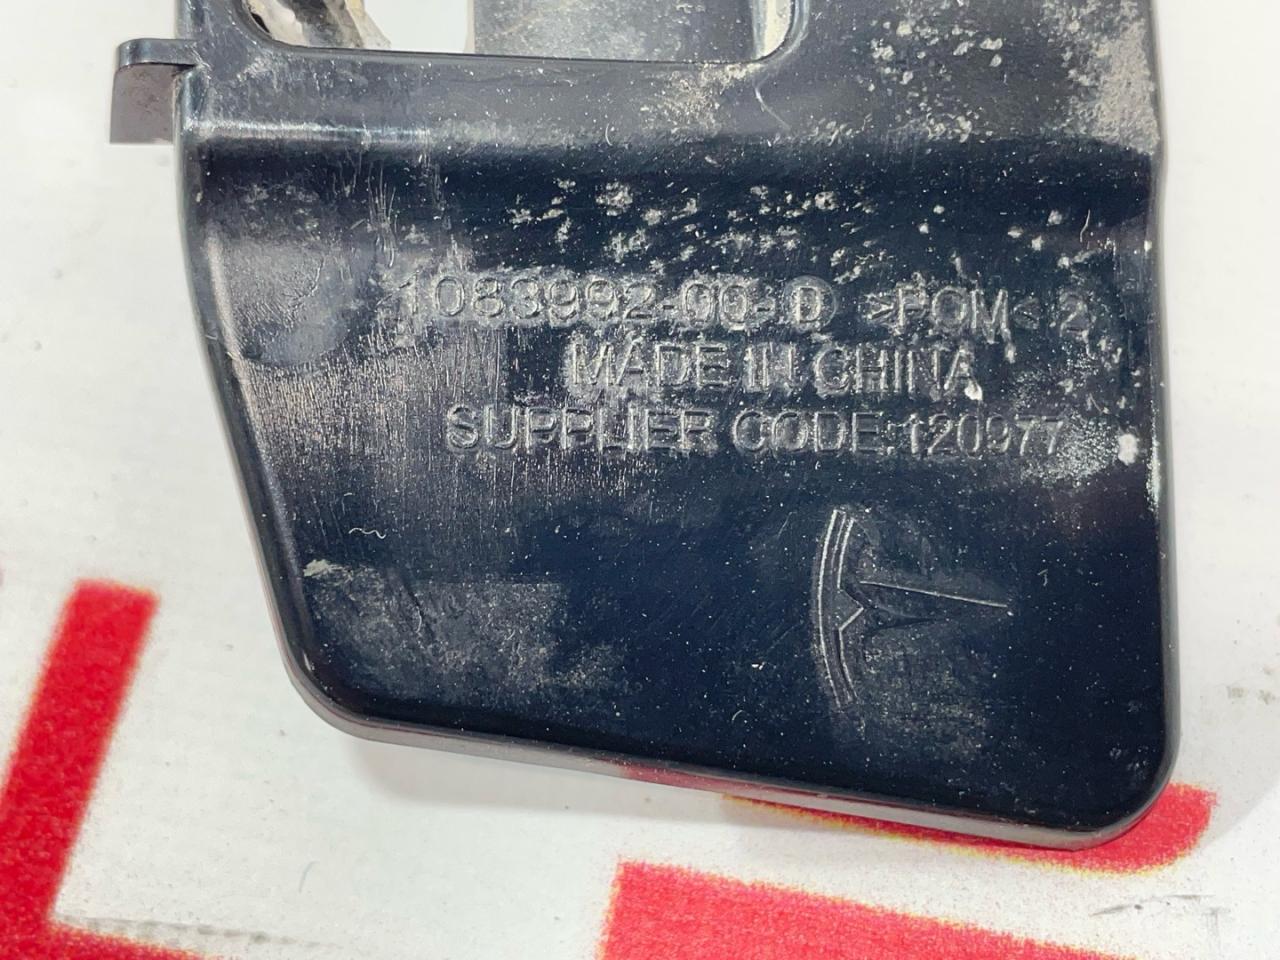 1083992-00-D >POM< 2
MADE IN CHINA
SUPPLIER CODE:120977